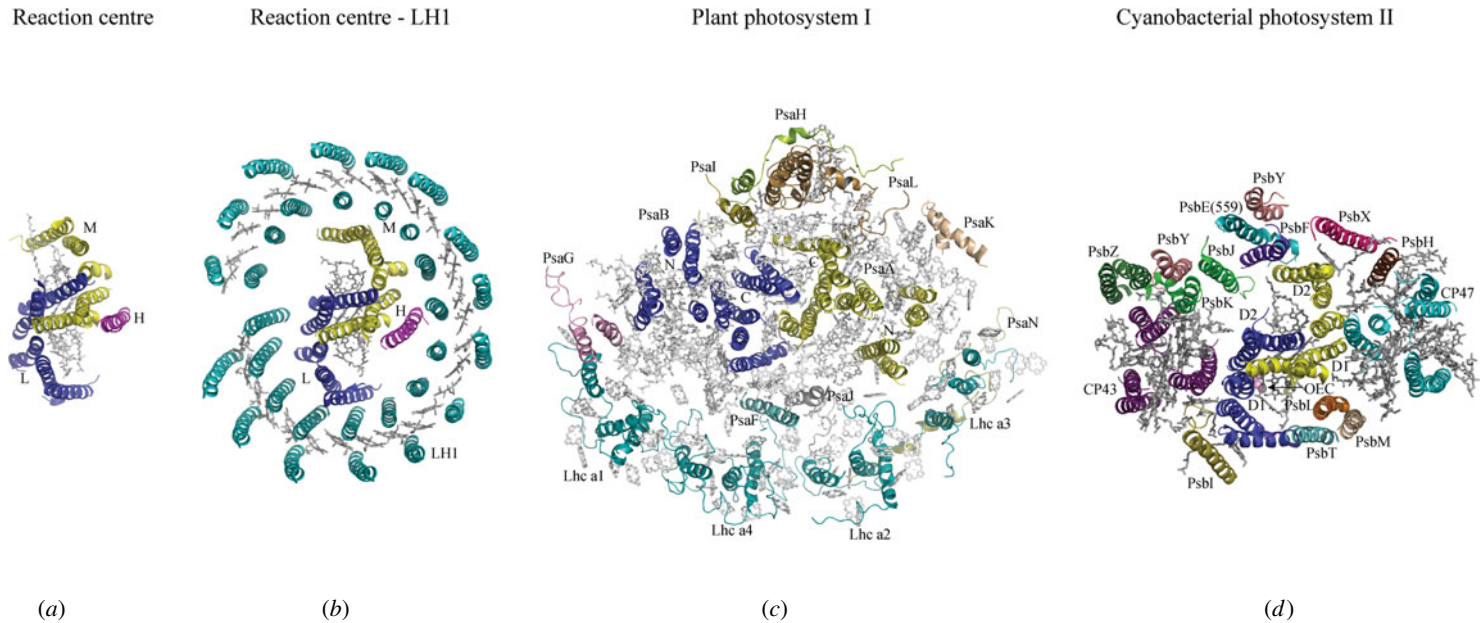 Reaction centre
Reaction centre - LH1
Plant photosystem I
Cyanobacterial photosystem II
M
H
L
M
H
L
LH1
PsaH
PsaI
PsaL
PsaB
PsaK
PsaG
N
C
PsaA
C
N
PsaN
PsaJ
PsaF
Lhc a3
Lhc a1
Lhc a4
Lhc a2
PsbY
PsbE(559)
PsbF
PsbX
PsbY
PsbJ
PsbH
PsbZ
D2
CP47
PsbK
D2
D1
CP43
OEC
D1
PsbL
PsbM
PsbT
PsbI
(a)
(b)
(c)
(d)